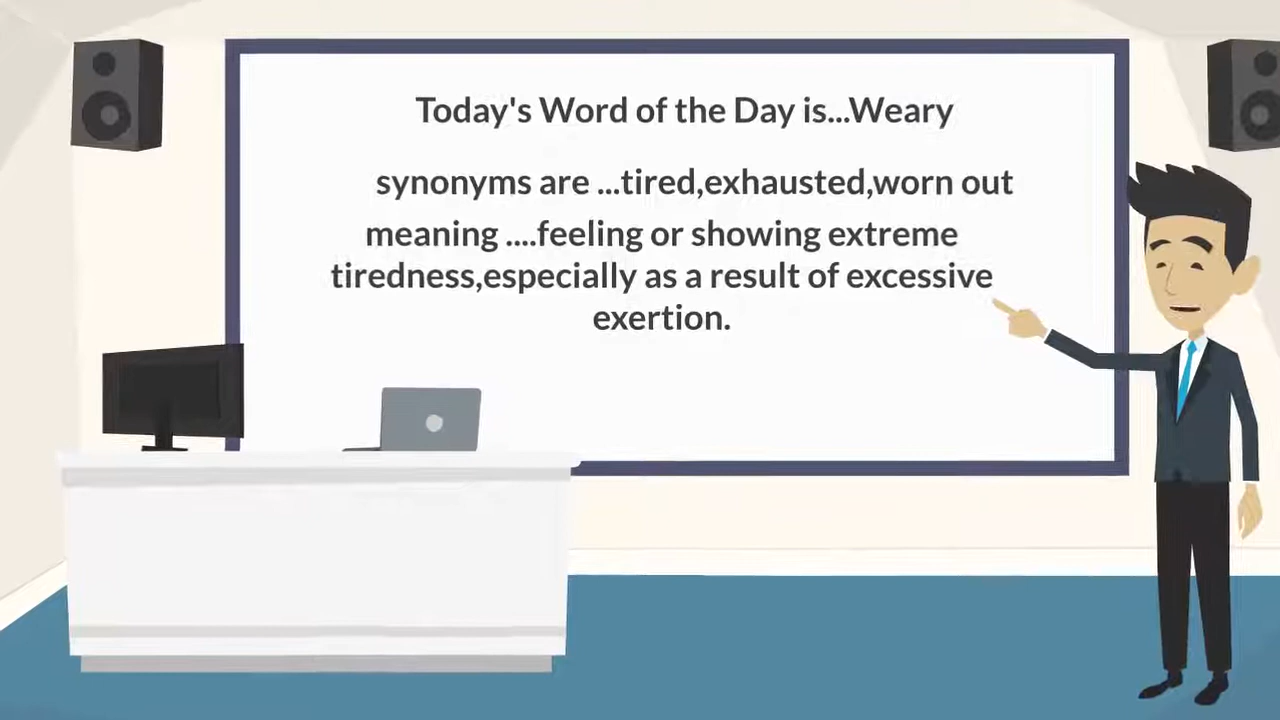 Today's Word of the Day is...Weary
synonyms are ...tired,exhausted,worn out
meaning ....feeling or showing extreme
tiredness,especially as a result of excessive
exertion.